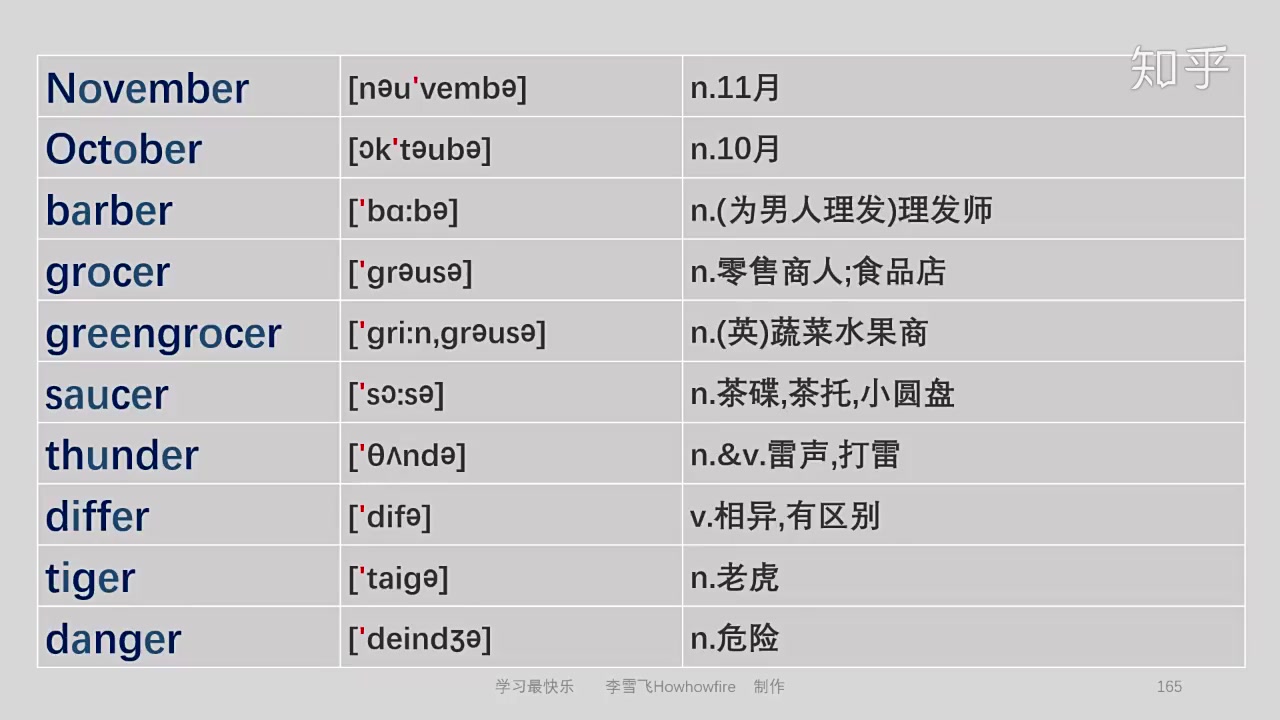 知乎
November [nəu'vembə] n.11月
October [ɔk'təubə] n.10月
barber ['bɑ:bə] n.(为男人理发)理发师
grocer ['grəusə] n.零售商人;食品店
greengrocer ['gri:n,grəusə] n.(英)蔬菜水果商
saucer ['sɔ:sə] n.茶碟,茶托,小圆盘
thunder ['θʌndə] n.&v.雷声,打雷
differ ['difə] v.相异,有区别
tiger ['taigə] n.老虎
danger ['deindʒə] n.危险
学习最快乐 李雪飞Howhowfire 制作 165